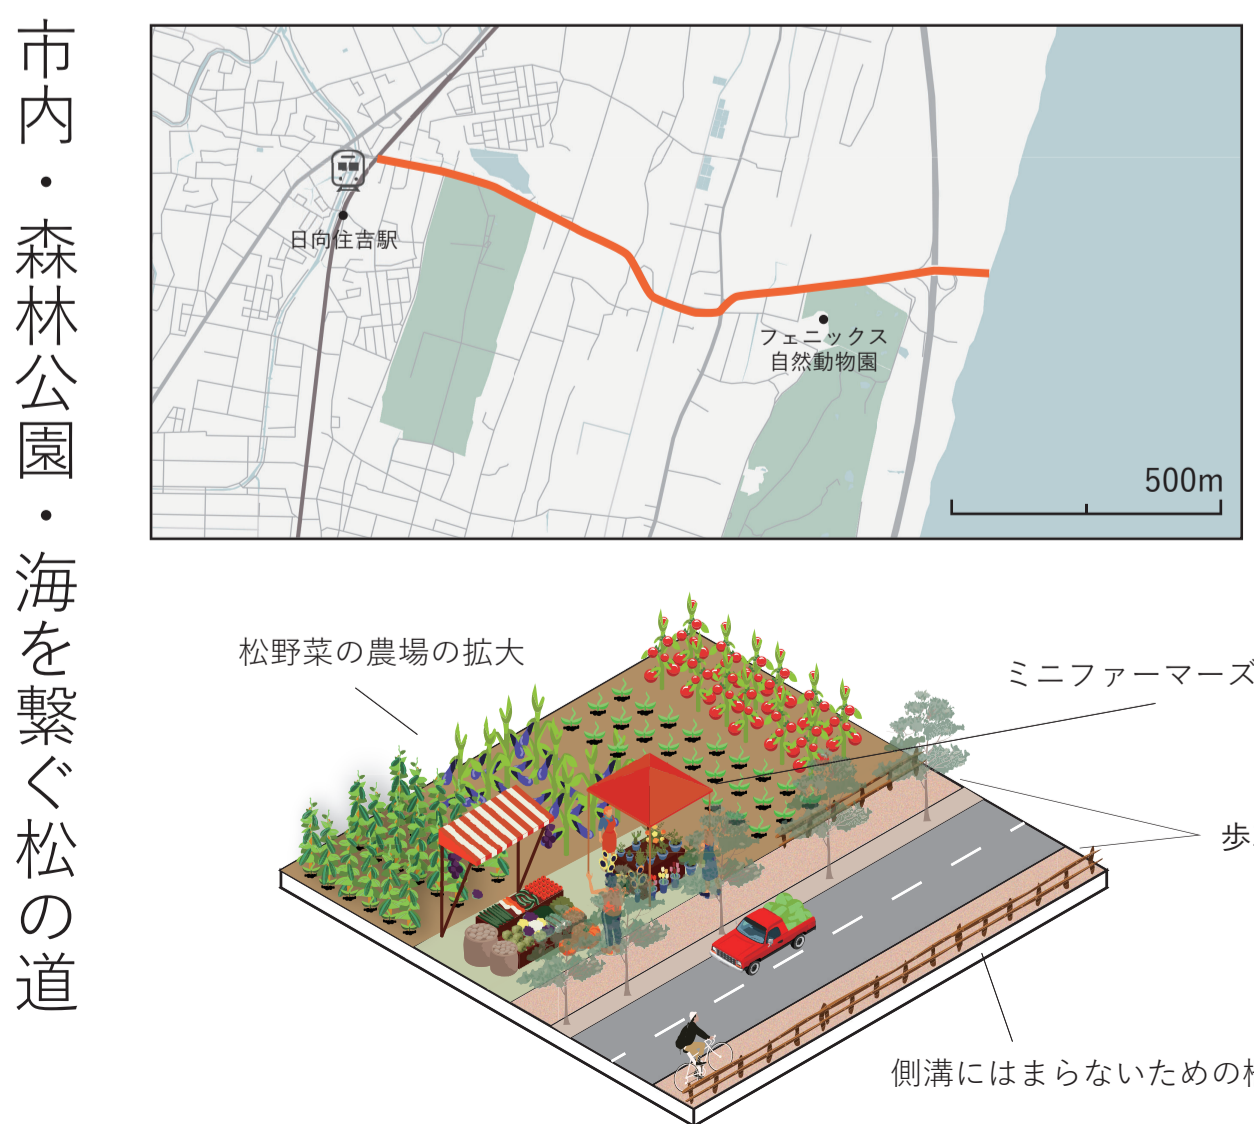 市内・森林公園・海を繋ぐ松の道
日向住吉駅
フェニックス
自然動物園
500m
松野菜の農場の拡大
ミニファーマーズ
歩
側溝にはまらないための